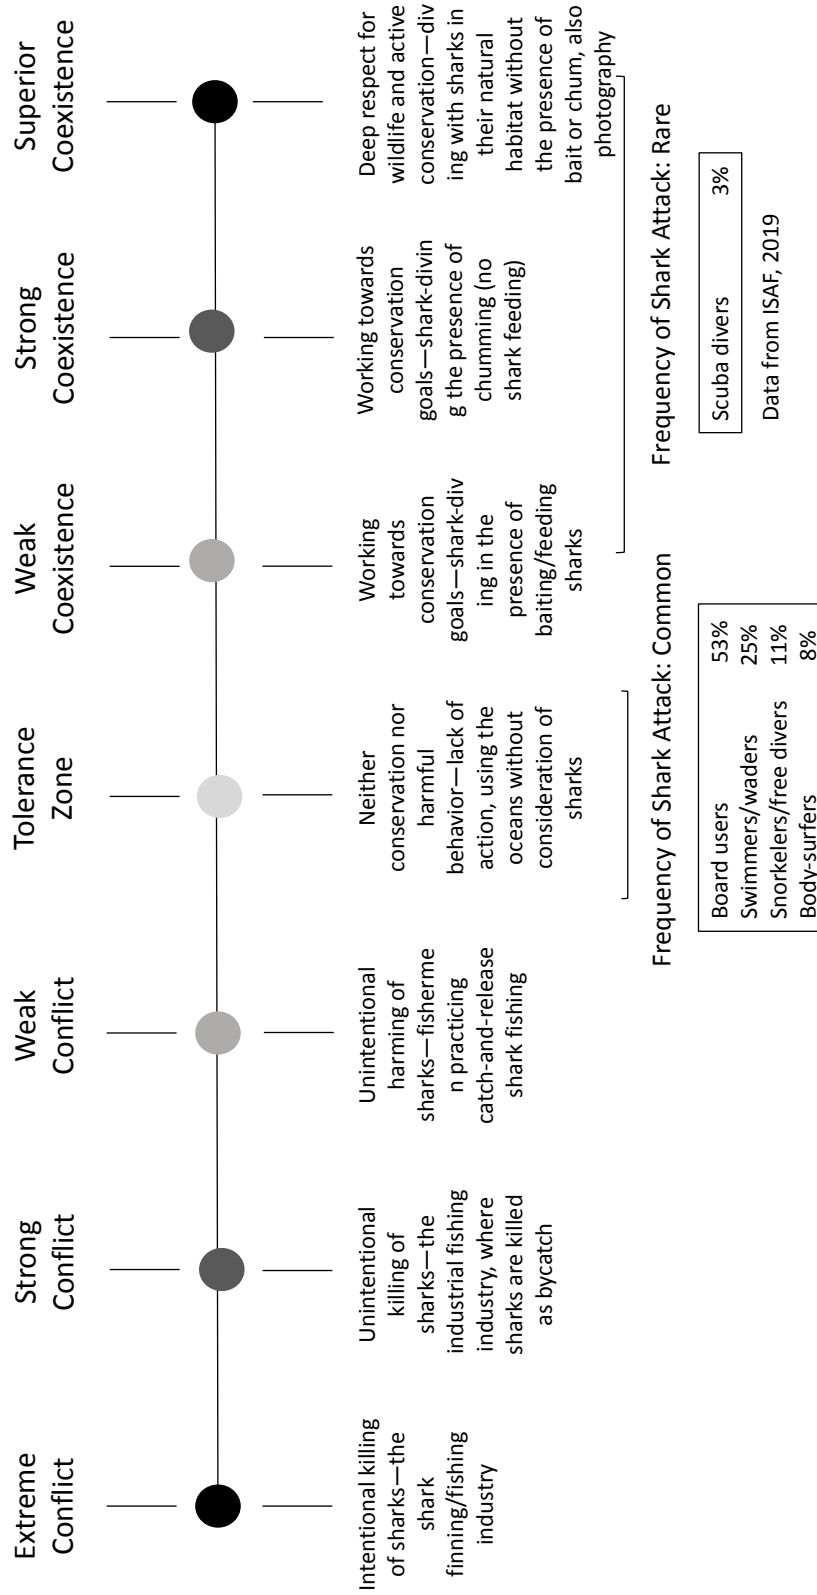 Extreme
Conflict
Strong
Conflict
Weak
Conflict
Tolerance
Zone
Weak
Coexistence
Strong
Coexistence
Superior
Coexistence
Intentional killing
of sharks—the
shark
finning/fishing
industry
Unintentional
killing of
sharks—the
industrial fishing
industry, where
sharks are killed
as bycatch
Unintentional
harming of
sharks—fisherme
n practicing
catch-and-release
shark fishing
Neither
conservation nor
harmful
behavior—lack of
action, using the
oceans without
consideration of
sharks
Working
towards
conservation
goals—shark-div
ing in the
presence of
baiting/feeding
sharks
Working towards
conservation
goals—shark-divin
g the presence of
chumming (no
shark feeding)
Deep respect for
wildlife and active
conservation—div
ing with sharks in
their natural
habitat without
the presence of
bait or chum, also
photography
Frequency of Shark Attack: Common
Board users 53%
Swimmers/waders 25%
Snorkelers/free divers 11%
Body-surfers 8%
Frequency of Shark Attack: Rare
Scuba divers 3%
Data from ISAF, 2019